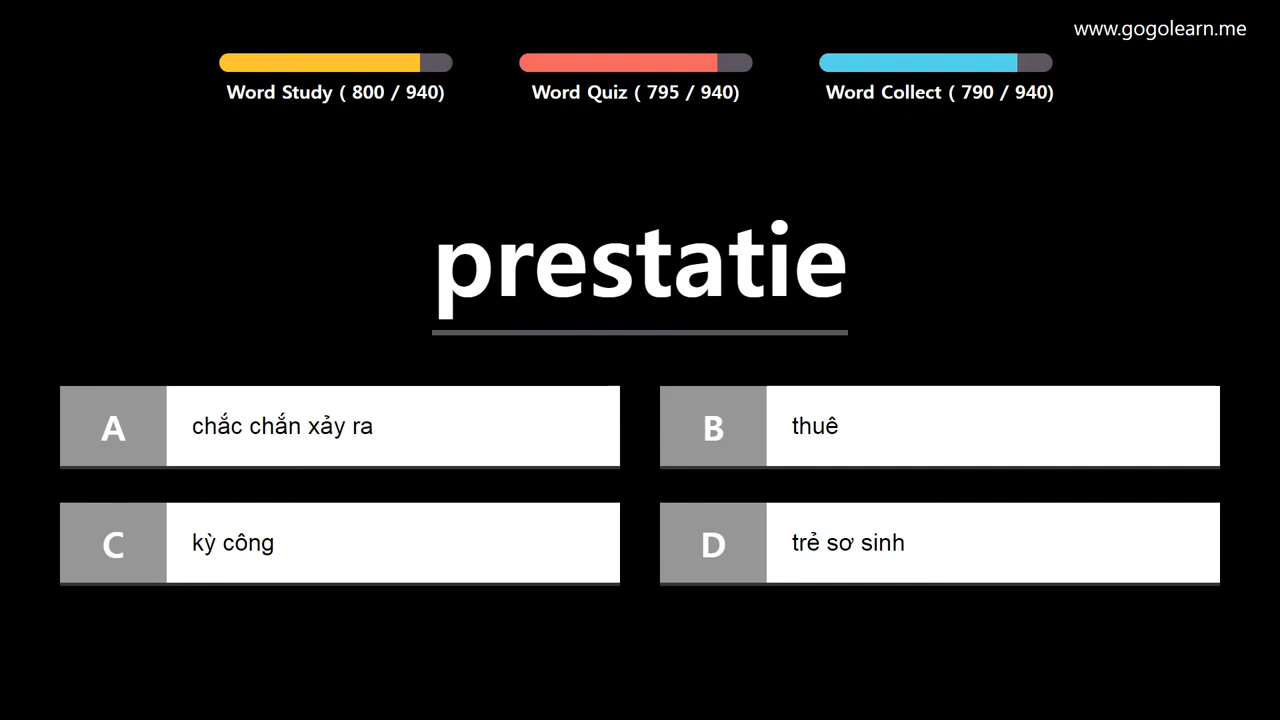 www.gogolearn.me
Word Study ( 800 / 940)
Word Quiz ( 795 / 940)
Word Collect ( 790 / 940)
prestatie
A
chắc chắn xảy ra
B
thuê
C
kỳ công
D
trẻ sơ sinh